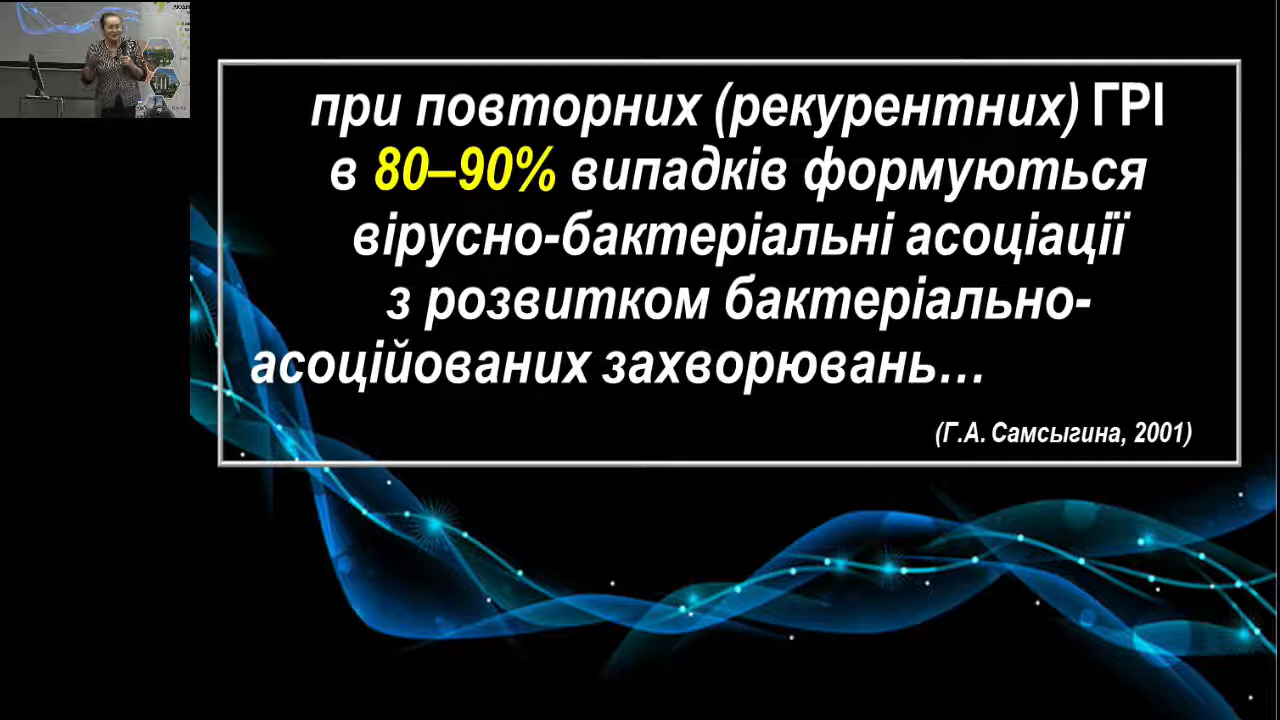 при повторних (рекурентних) ГРІ
в 80–90% випадків формуються
вірусно-бактеріальні асоціації
з розвитком бактеріально-
асоційованих захворювань…
(Г.А. Самсыгина, 2001)